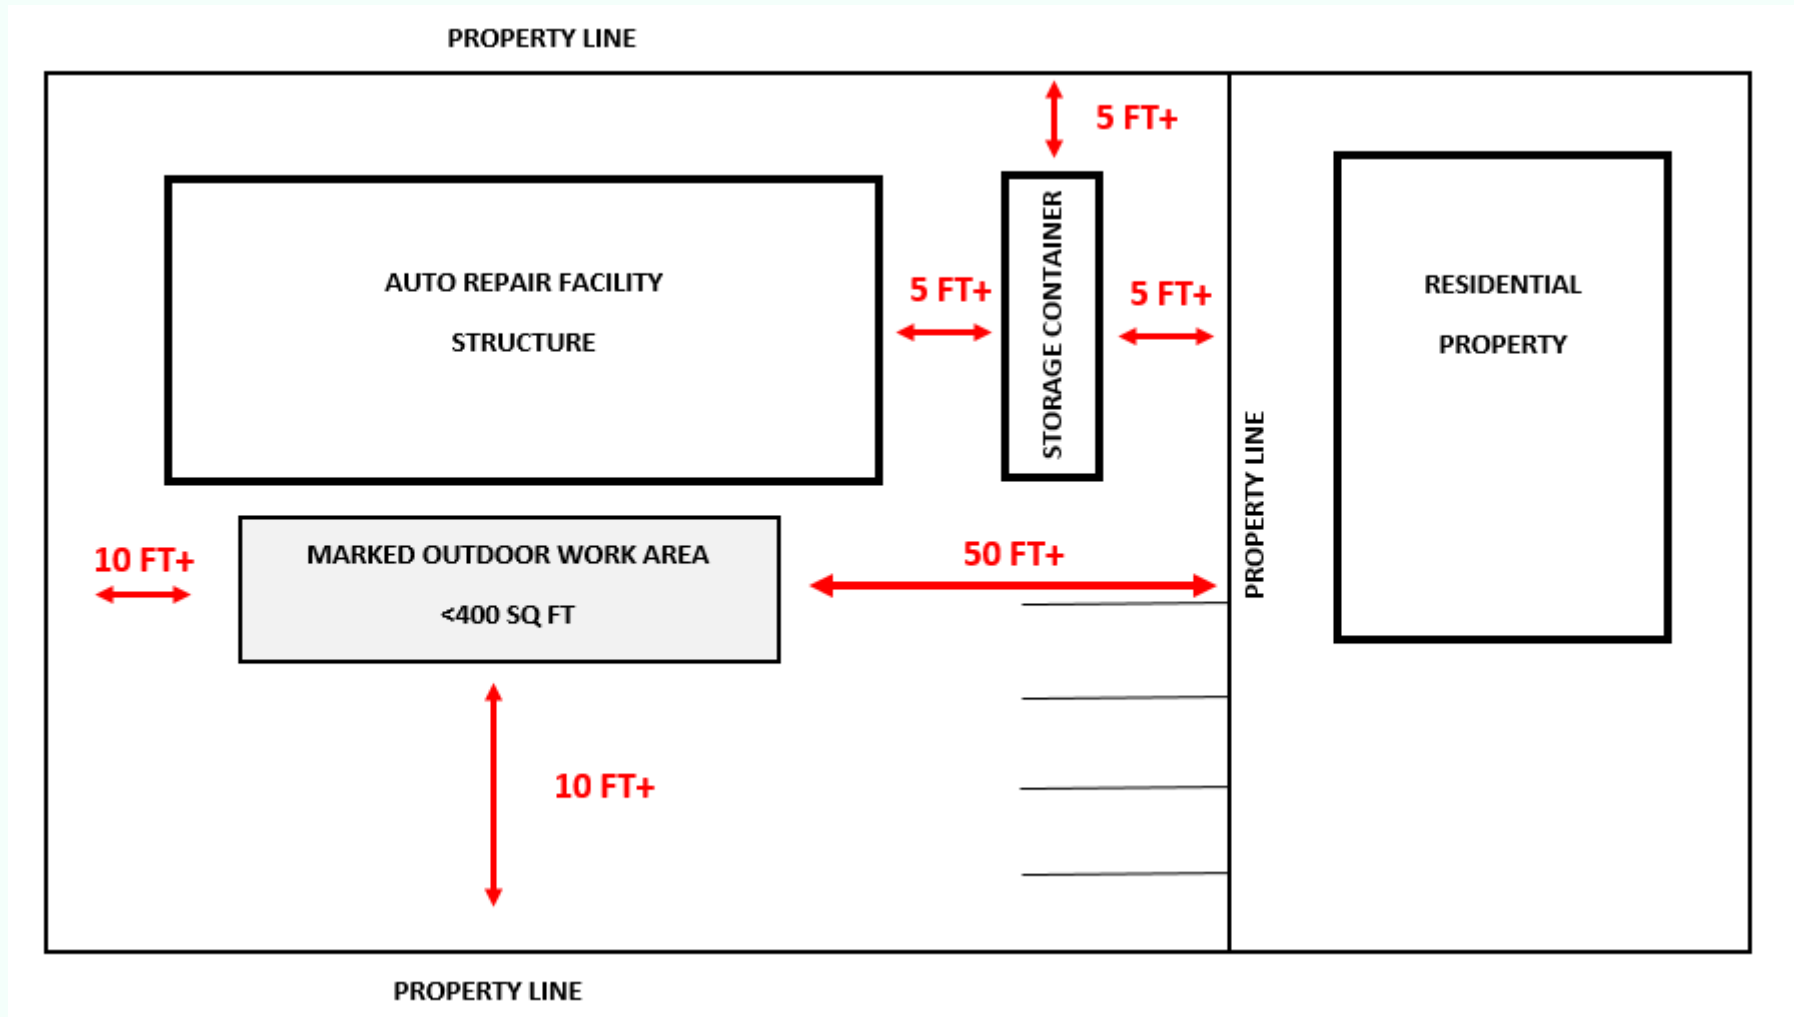 PROPERTY LINE
5 FT+
AUTO REPAIR FACILITY
STRUCTURE
5 FT+
STORAGE CONTAINER
5 FT+
RESIDENTIAL
PROPERTY
PROPERTY LINE
10 FT+
MARKED OUTDOOR WORK AREA
<400 SQ FT
50 FT+
10 FT+
PROPERTY LINE